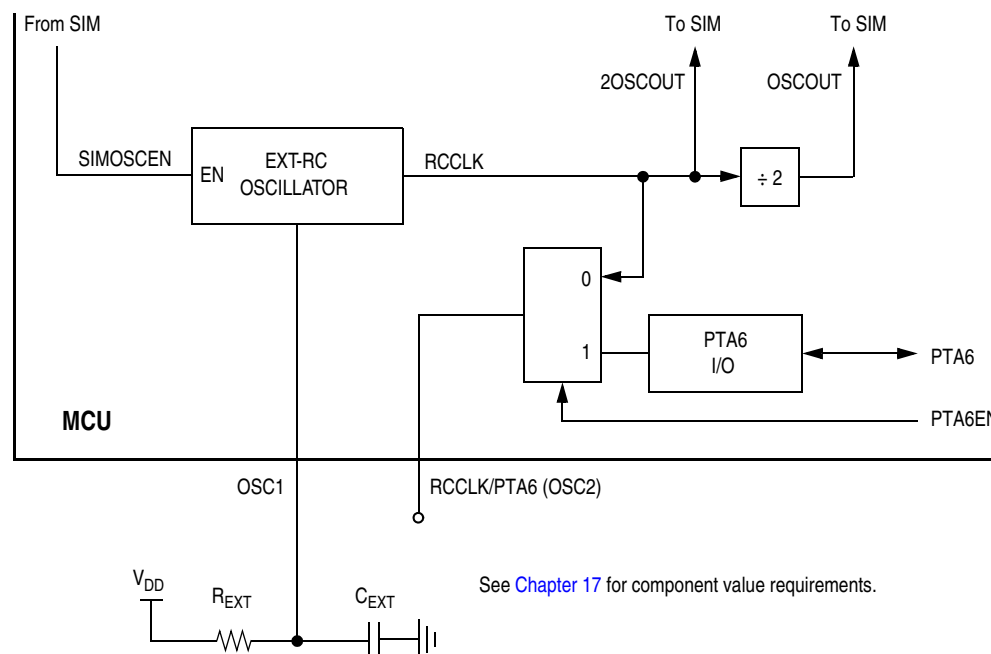 From SIM
To SIM
To SIM
2OSCOUT
OSCOUT
SIMOSCEN
EN
EXT-RC
OSCILLATOR
RCCLK
÷ 2
0
1
PTA6
I/O
PTA6
PTA6EN
MCU
OSC1
RCCLK/PTA6 (OSC2)
VDD
REXT
CEXT
See Chapter 17 for component value requirements.